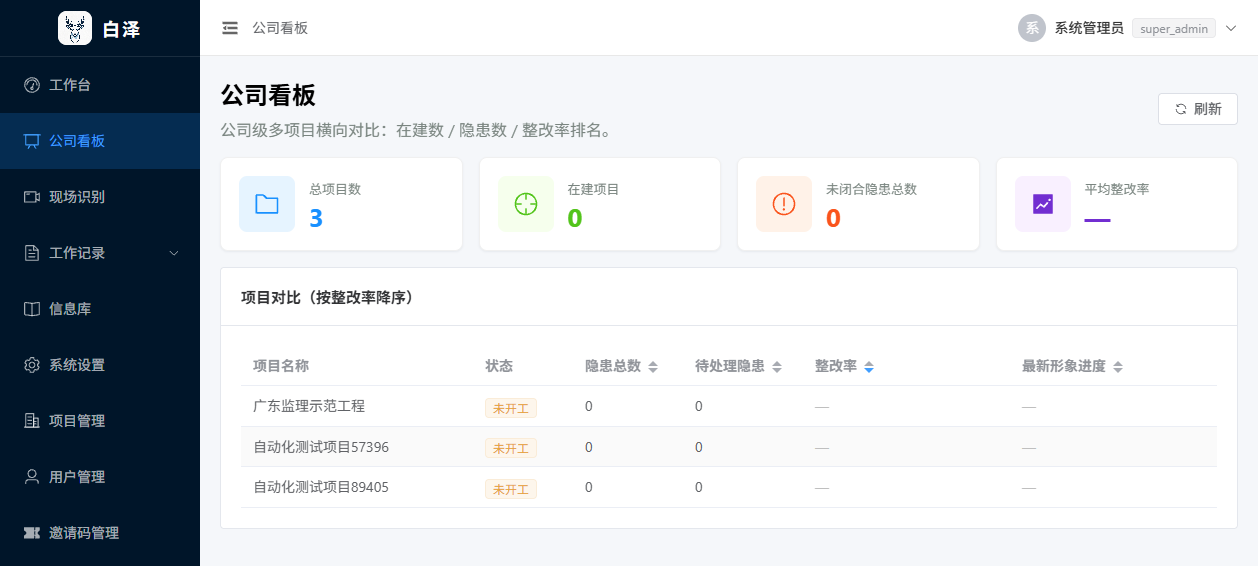 白泽
公司看板
系 系统管理员 super_admin
工作台
公司看板
现场识别
工作记录
信息库
系统设置
项目管理
用户管理
邀请码管理
公司看板
公司级多项目横向对比：在建数 / 隐患数 / 整改率排名。
刷新
总项目数
3
在建项目
0
未闭合隐患总数
0
平均整改率
—
项目对比（按整改率降序）
项目名称 状态 隐患总数 待处理隐患 整改率 最新形象进度
广东监理示范工程 未开工 0 0 — —
自动化测试项目57396 未开工 0 0 — —
自动化测试项目89405 未开工 0 0 — —